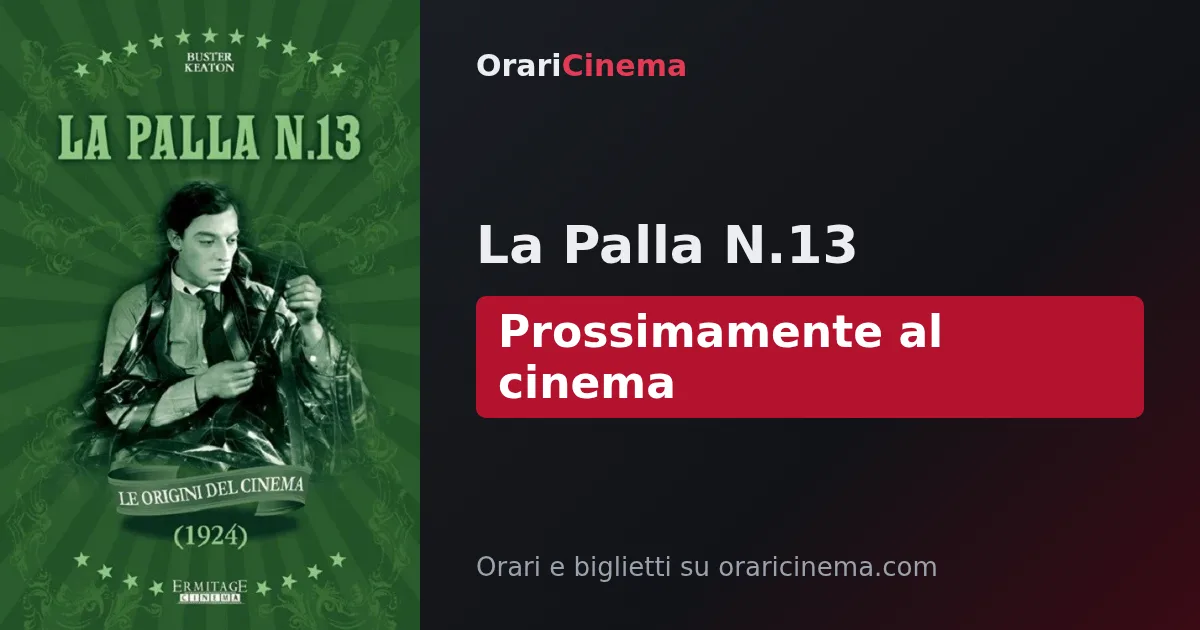 BUSTER
KEATON
LA PALLA N.13
LE ORIGINI DEL CINEMA
(1924)
ERMITAGE
CINEMA
OrariCinema
La Palla N.13
Prossimamente al
cinema
Orari e biglietti su oraricinema.com